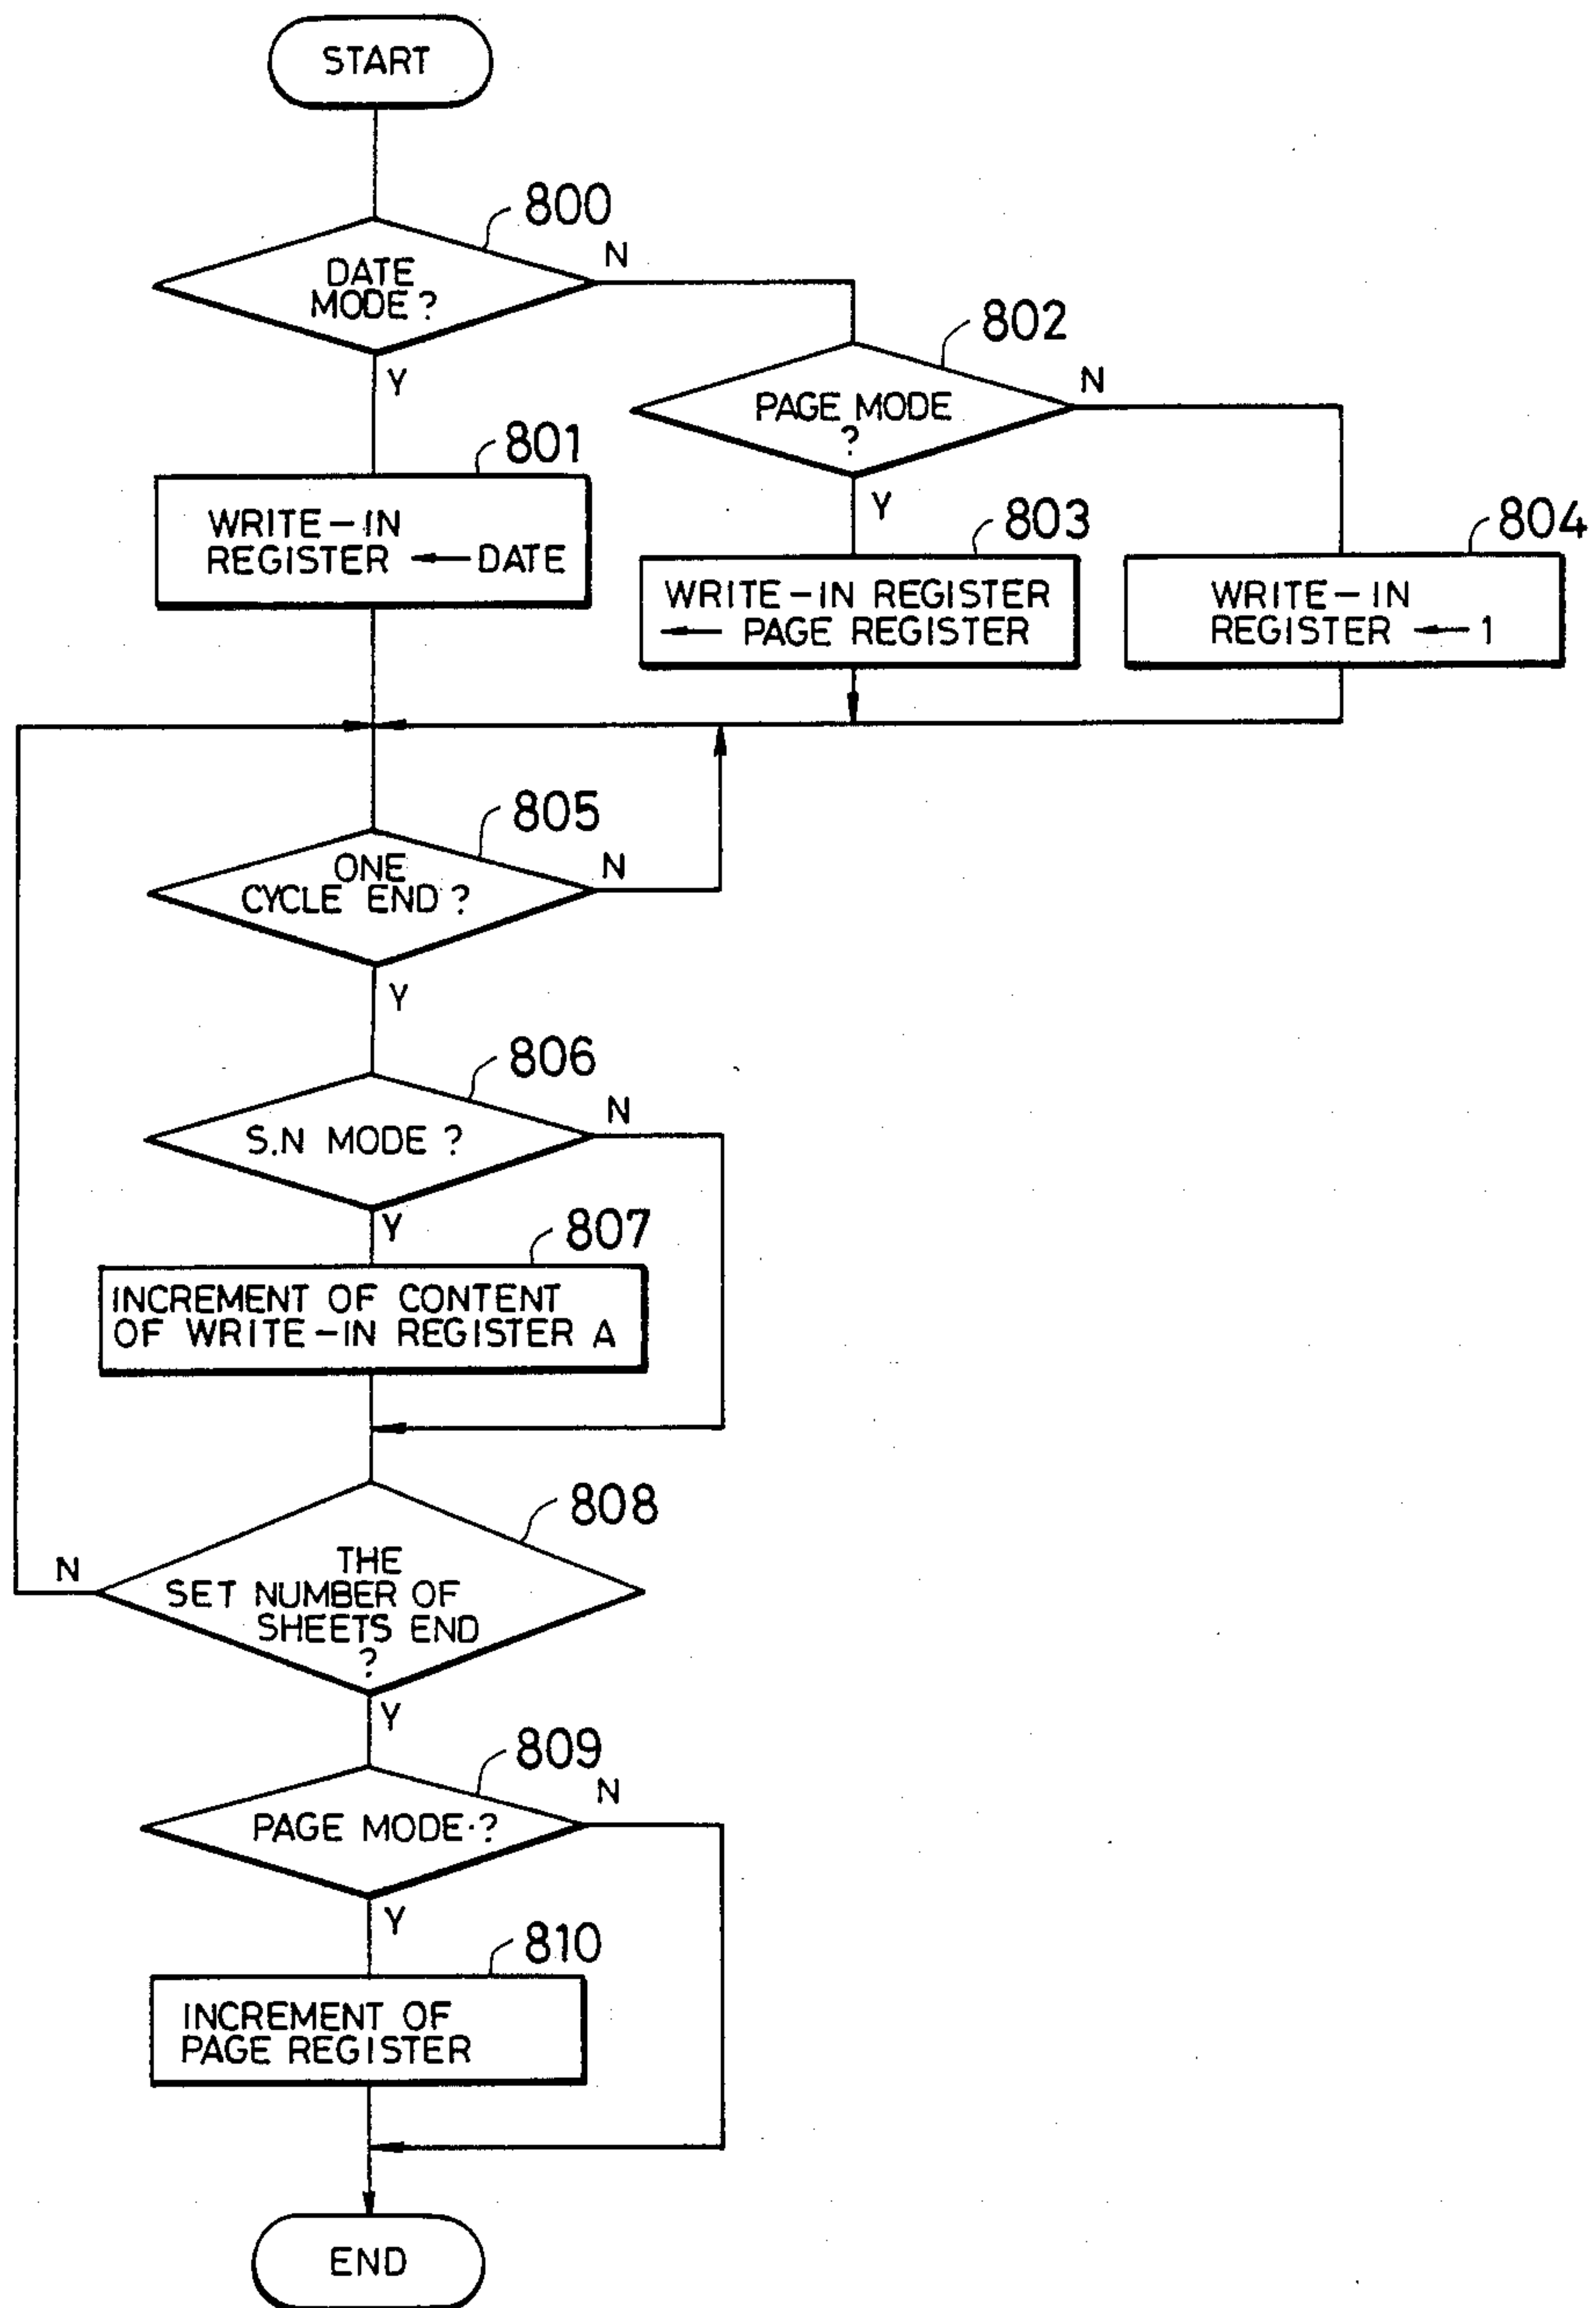 START
800
DATE
MODE?
N
Y
802
PAGE MODE
?
N
Y
801
WRITE-IN
REGISTER ← DATE
803
WRITE-IN REGISTER
← PAGE REGISTER
804
WRITE-IN
REGISTER ← 1
805
ONE
CYCLE END?
N
Y
806
S.N MODE?
N
Y
807
INCREMENT OF CONTENT
OF WRITE-IN REGISTER A
808
THE
SET NUMBER OF
SHEETS END
?
N
Y
809
PAGE MODE?
N
Y
810
INCREMENT OF
PAGE REGISTER
END